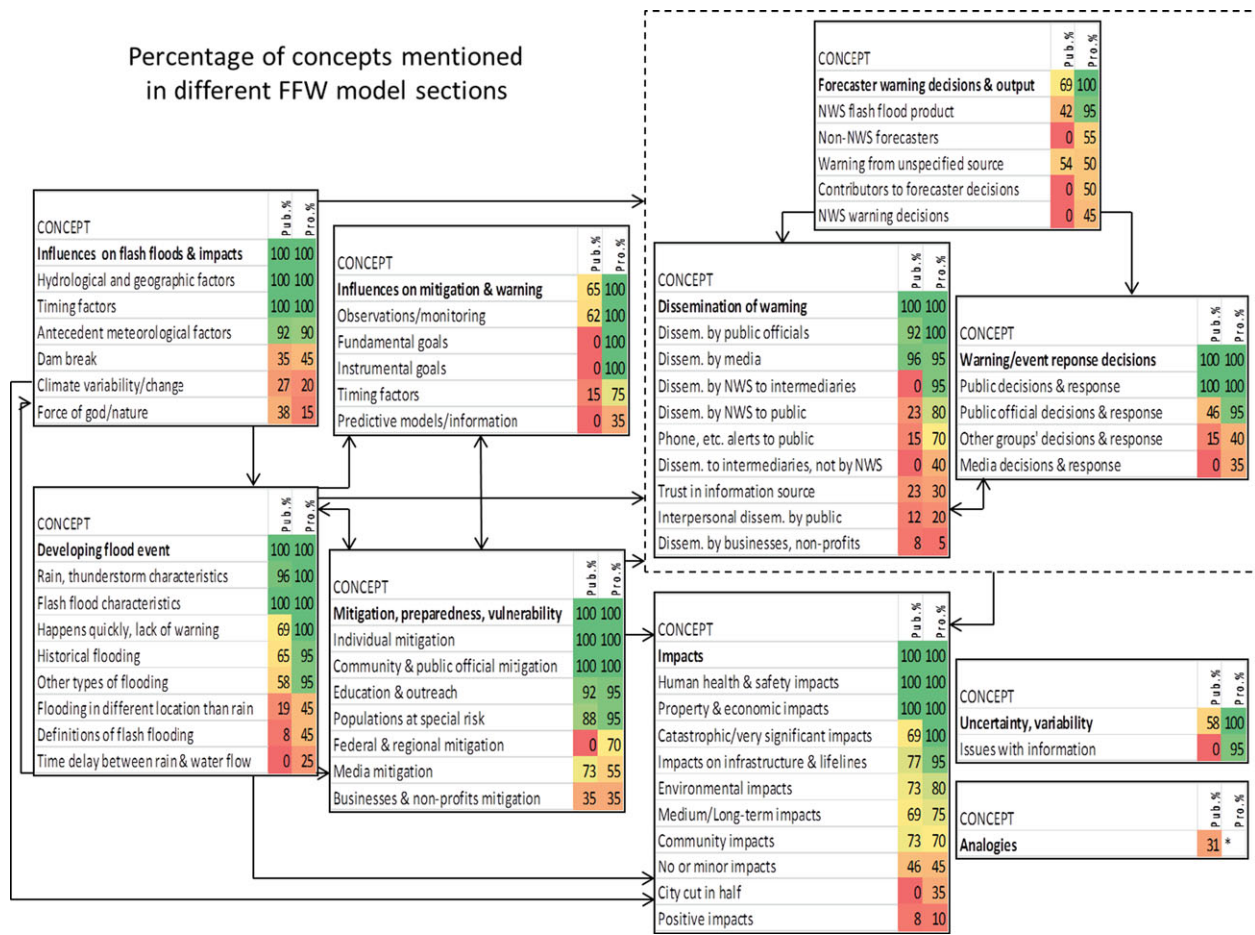 Percentage of concepts mentioned
in different FFW model sections
CONCEPT Pub.% Pro.%
Forecaster warning decisions & output 69 100
NWS flash flood product 42 95
Non-NWS forecasters 0 55
Warning from unspecified source 54 50
Contributors to forecaster decisions 0 50
NWS warning decisions 0 45
CONCEPT Pub.% Pro.%
Influences on flash floods & impacts 100 100
Hydrological and geographic factors 100 100
Timing factors 100 100
Antecedent meteorological factors 92 90
Dam break 35 45
Climate variability/change 27 20
Force of god/nature 38 15
CONCEPT Pub.% Pro.%
Influences on mitigation & warning 65 100
Observations/monitoring 62 100
Fundamental goals 0 100
Instrumental goals 0 100
Timing factors 15 75
Predictive models/information 0 35
CONCEPT Pub.% Pro.%
Dissemination of warning 100 100
Dissem. by public officials 92 100
Dissem. by media 96 95
Dissem. by NWS to intermediaries 0 95
Dissem. by NWS to public 23 80
Phone, etc. alerts to public 15 70
Dissem. to intermediaries, not by NWS 0 40
Trust in information source 23 30
Interpersonal dissem. by public 12 20
Dissem. by businesses, non-profits 8 5
CONCEPT Pub.% Pro.%
Warning/event reponse decisions 100 100
Public decisions & response 100 100
Public official decisions & response 46 95
Other groups' decisions & response 15 40
Media decisions & response 0 35
CONCEPT Pub.% Pro.%
Developing flood event 100 100
Rain, thunderstorm characteristics 96 100
Flash flood characteristics 100 100
Happens quickly, lack of warning 69 100
Historical flooding 65 95
Other types of flooding 58 95
Flooding in different location than rain 19 45
Definitions of flash flooding 8 45
Time delay between rain & water flow 0 25
CONCEPT Pub.% Pro.%
Mitigation, preparedness, vulnerability 100 100
Individual mitigation 100 100
Community & public official mitigation 100 100
Education & outreach 92 95
Populations at special risk 88 95
Federal & regional mitigation 0 70
Media mitigation 73 55
Businesses & non-profits mitigation 35 35
CONCEPT Pub.% Pro.%
Impacts 100 100
Human health & safety impacts 100 100
Property & economic impacts 100 100
Catastrophic/very significant impacts 69 100
Impacts on infrastructure & lifelines 77 95
Environmental impacts 73 80
Medium/Long-term impacts 69 75
Community impacts 73 70
No or minor impacts 46 45
City cut in half 0 35
Positive impacts 8 10
CONCEPT Pub.% Pro.%
Uncertainty, variability 58 100
Issues with information 0 95
CONCEPT Pub.% Pro.%
Analogies 31 *